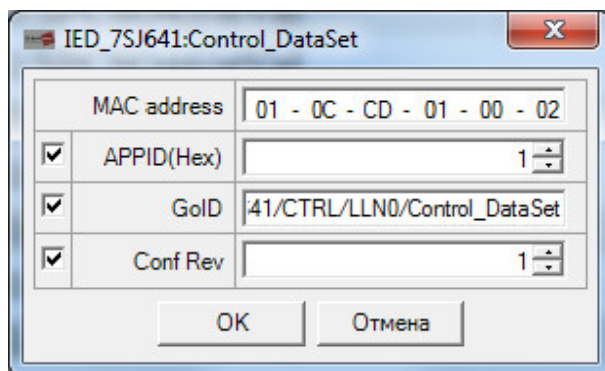 IED_7SJ641:Control_DataSet
MAC address 01 - 0C - CD - 01 - 00 - 02
APPID(Hex) 1
GoID 41/CTRL/LLN0/Control_DataSet
Conf Rev 1
OK Отмена